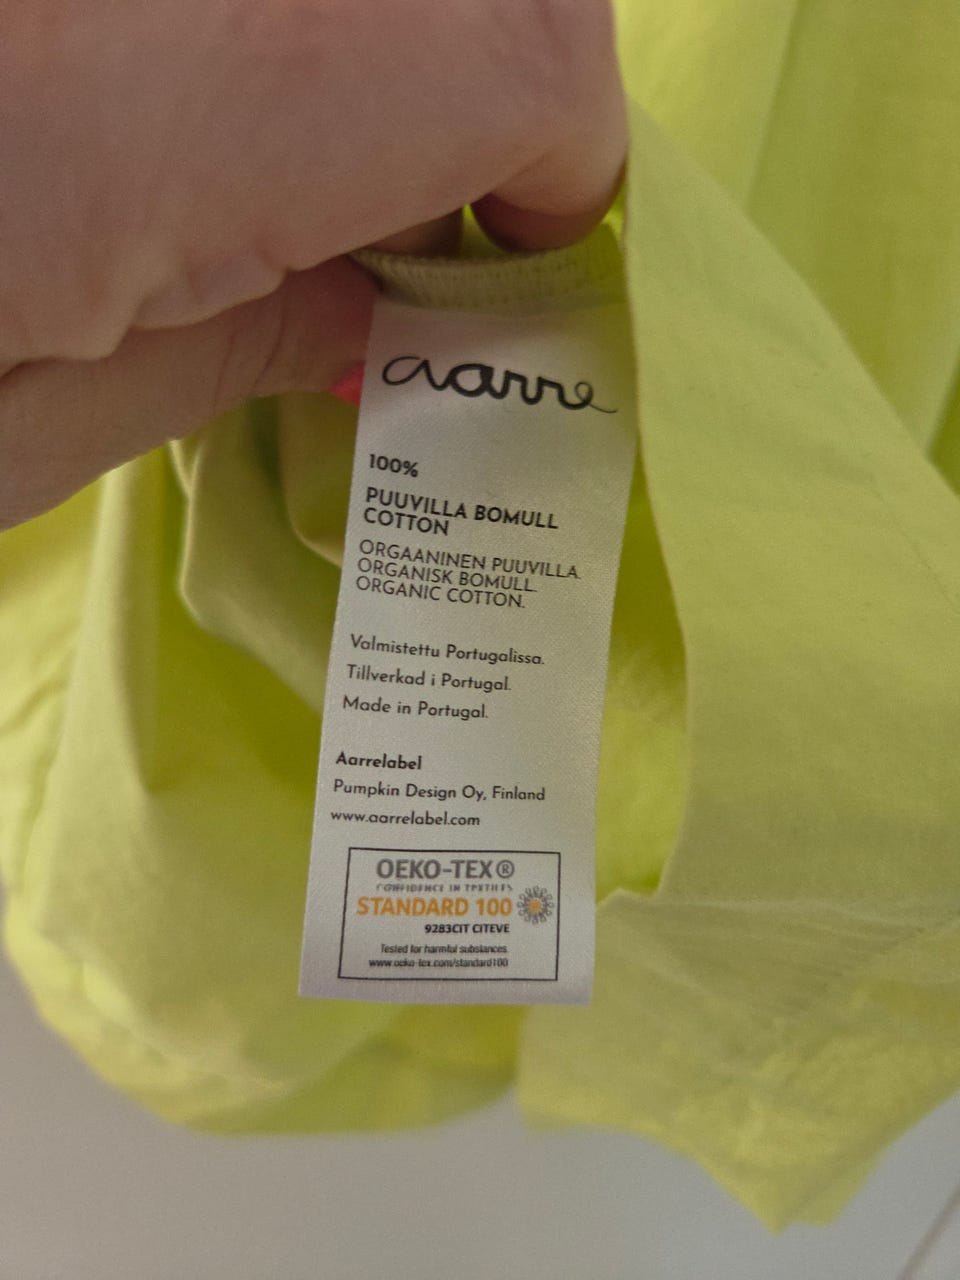 aarre
100%
PUUVILLA BOMULL
COTTON
ORGAANINEN PUUVILLA.
ORGANISK BOMULL.
ORGANIC COTTON.
Valmistettu Portugalissa.
Tillverkad i Portugal.
Made in Portugal.
Aarrelabel
Pumpkin Design Oy, Finland
www.aarrelabel.com
OEKO-TEX®
CONFIDENCE IN TEXTILES
STANDARD 100
9283CIT CITEVE
Tested for harmful substances.
www.oeko-tex.com/standard100